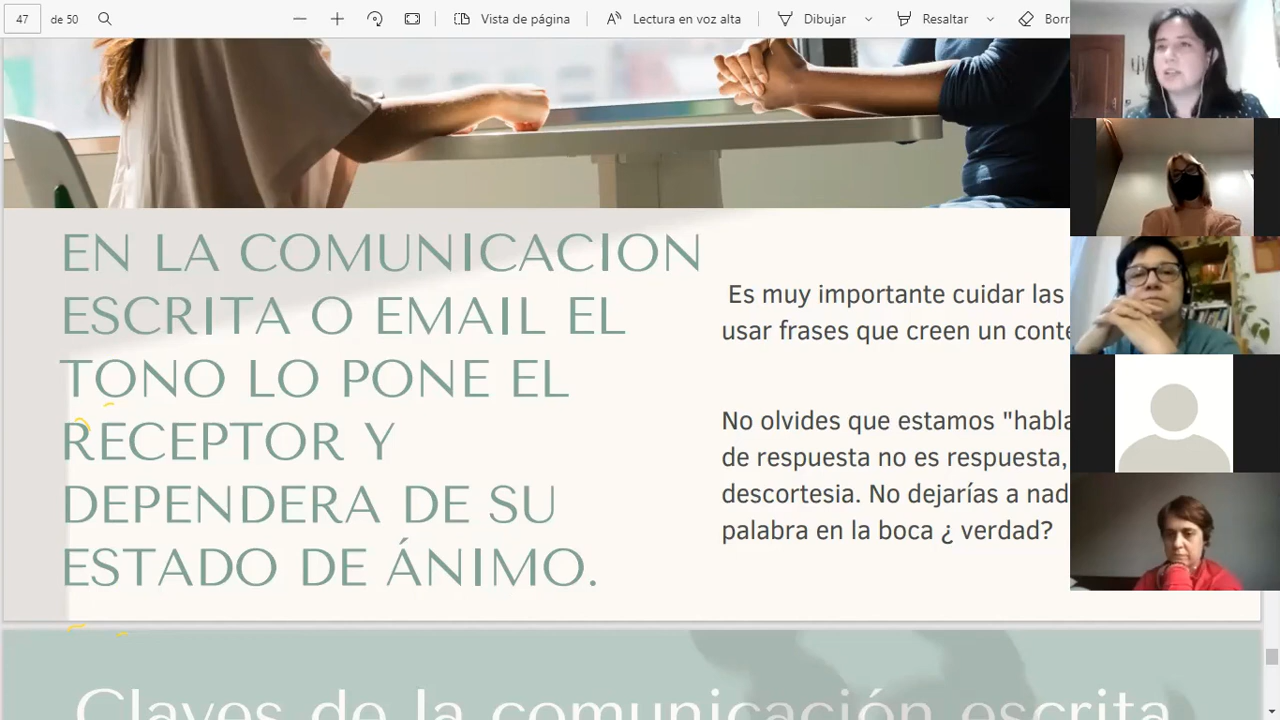 47 de 50 Vista de página Lectura en voz alta Dibujar Resaltar
EN LA COMUNICACION
ESCRITA O EMAIL EL
TONO LO PONE EL
RECEPTOR Y
DEPENDERA DE SU
ESTADO DE ÁNIMO.
Es muy importante cuidar las
usar frases que creen un
No olvides que estamos
de respuesta no es respuesta,
descortesia. No dejarías a
palabra en la boca ¿ verdad?
Claves de la comunicación escrita